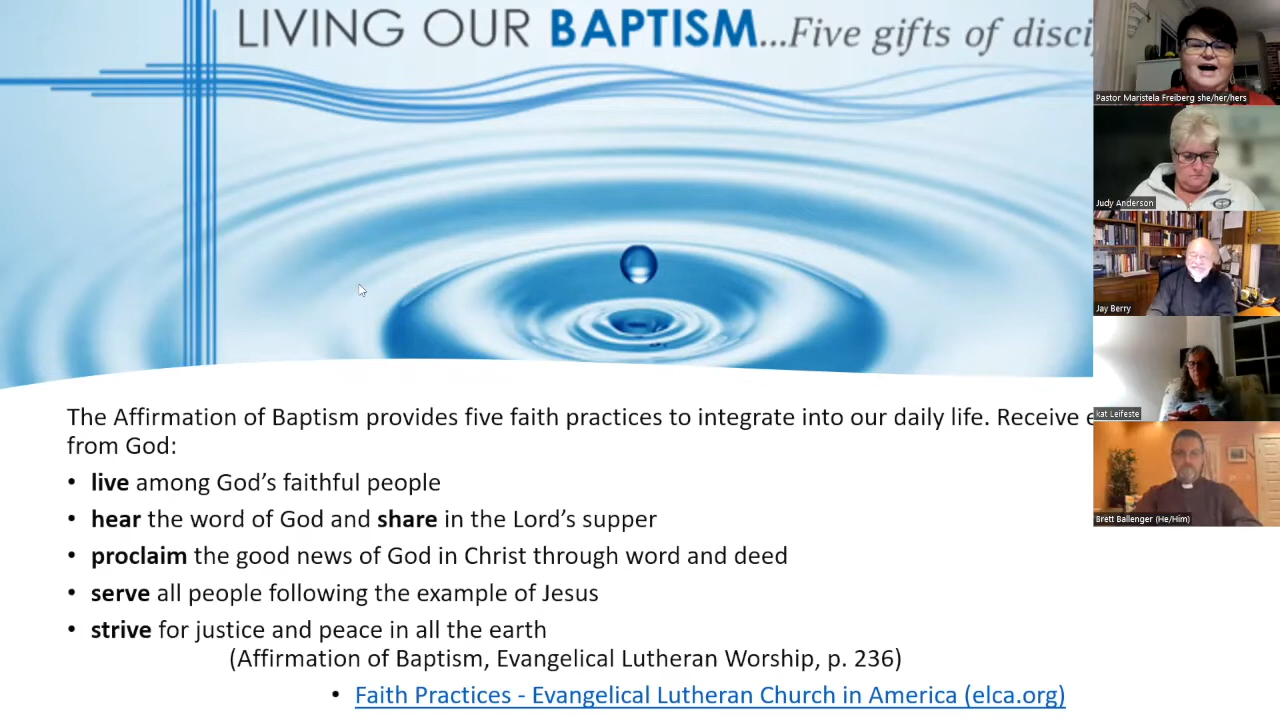 LIVING OUR BAPTISM...Five gifts of disci
Pastor Maristela Freiberg she/her/hers
Judy Anderson
Jay Berry
kat Leifeste
Brett Ballenger (He/Him)
The Affirmation of Baptism provides five faith practices to integrate into our daily life. Receive
from God:
• live among God’s faithful people
• hear the word of God and share in the Lord’s supper
• proclaim the good news of God in Christ through word and deed
• serve all people following the example of Jesus
• strive for justice and peace in all the earth
(Affirmation of Baptism, Evangelical Lutheran Worship, p. 236)
• Faith Practices - Evangelical Lutheran Church in America (elca.org)